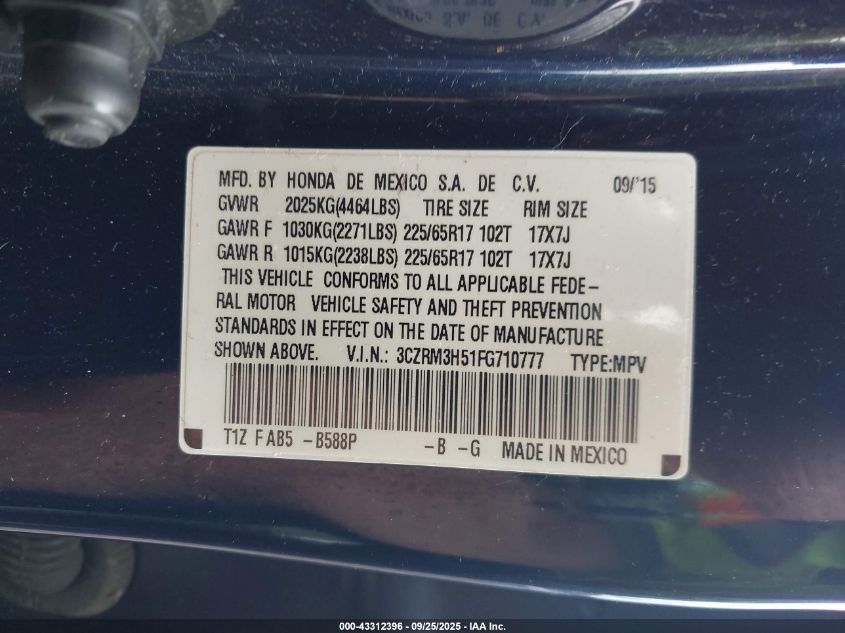 MEXICO S.A. DE C.V.
MFD. BY HONDA DE MEXICO S.A. DE C.V. 09/'15
GVWR 2025KG(4464LBS) TIRE SIZE RIM SIZE
GAWR F 1030KG(2271LBS) 225/65R17 102T 17X7J
GAWR R 1015KG(2238LBS) 225/65R17 102T 17X7J
THIS VEHICLE CONFORMS TO ALL APPLICABLE FEDE-
RAL MOTOR VEHICLE SAFETY AND THEFT PREVENTION
STANDARDS IN EFFECT ON THE DATE OF MANUFACTURE
SHOWN ABOVE. V.I.N.: 3CZRM3H51FG710777 TYPE:MPV
T1Z F AB5 -B588P -B -G MADE IN MEXICO
000-43312396 - 09/25/2025 - IAA Inc.